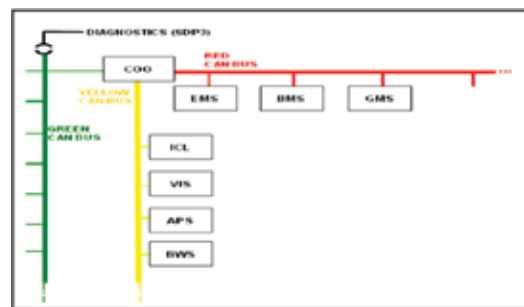 DIAGNOSTICS (SDP3)
RED
CAN BUS
COO
YELLOW
CAN BUS
EMS
BMS
GMS
GREEN
CAN BUS
ICL
VIS
APS
BWS